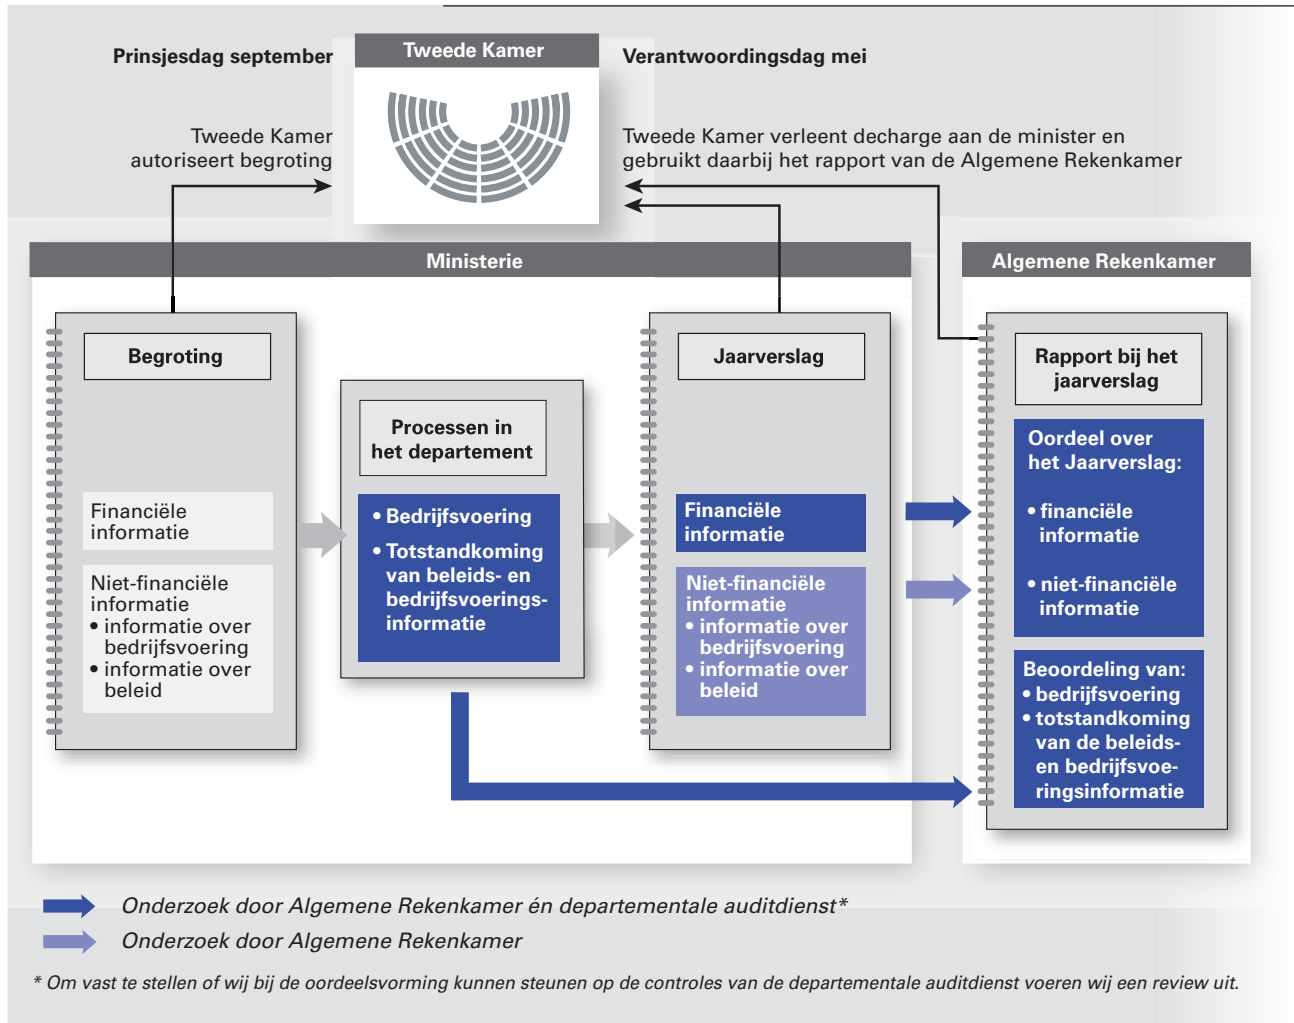 Prinsjesdag september
Tweede Kamer
Verantwoordingsdag mei
Tweede Kamer
autoriseert begroting
Tweede Kamer verleent decharge aan de minister en
gebruikt daarbij het rapport van de Algemene Rekenkamer
Ministerie
Algemene Rekenkamer
Begroting
Financiële
informatie
Niet-financiële
informatie
• informatie over
bedrijfsvoering
• informatie over
beleid
Processen in
het departement
• Bedrijfsvoering
• Totstandkoming
van beleids- en
bedrijfsvoerings-
informatie
Jaarverslag
Financiële
informatie
Niet-financiële
informatie
• informatie over
bedrijfsvoering
• informatie over
beleid
Rapport bij het
jaarverslag
Oordeel over
het Jaarverslag:
• financiële
informatie
• niet-financiële
informatie
Beoordeling van:
• bedrijfsvoering
• totstandkoming
van de beleids-
en bedrijfsvoe-
ringsinformatie
Onderzoek door Algemene Rekenkamer én departementale auditdienst*
Onderzoek door Algemene Rekenkamer
* Om vast te stellen of wij bij de oordeelsvorming kunnen steunen op de controles van de departementale auditdienst voeren wij een review uit.